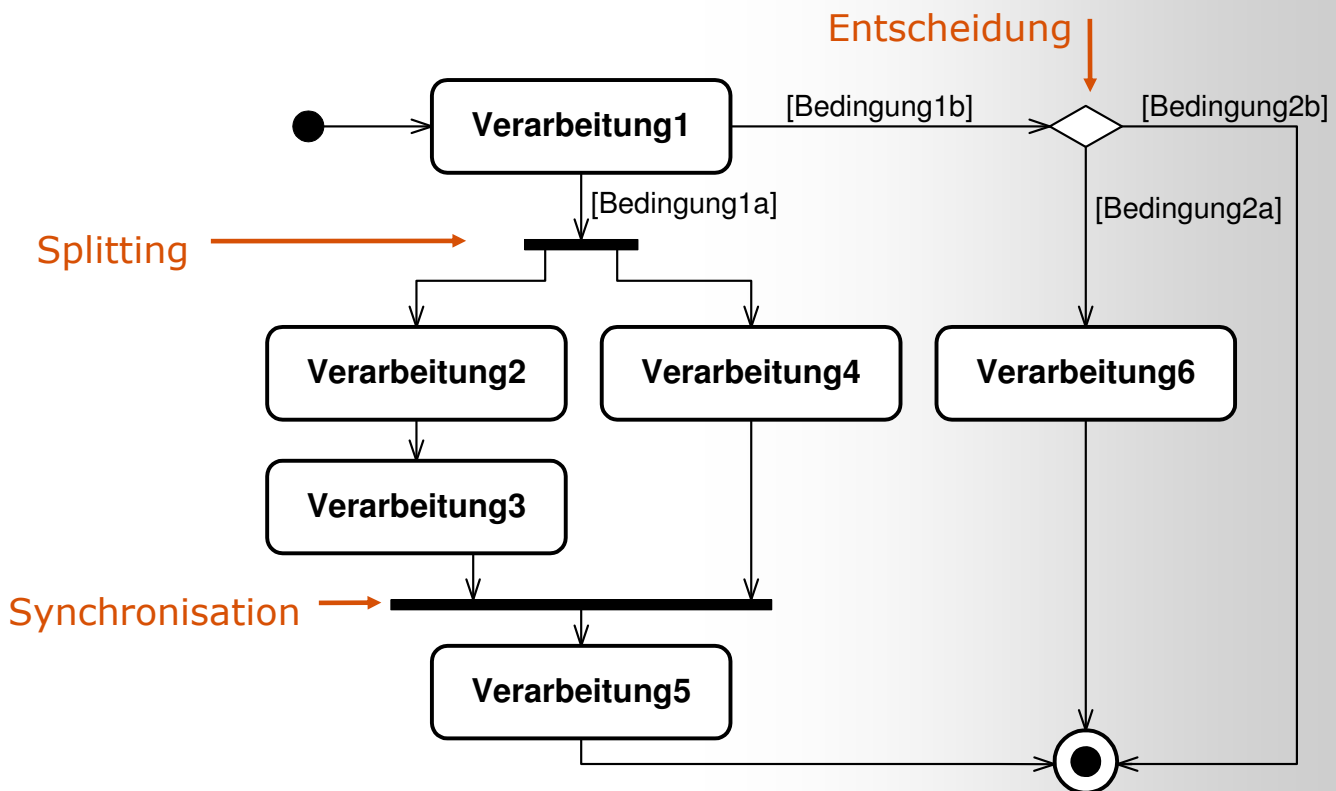 Entscheidung
Verarbeitung1
[Bedingung1b]
[Bedingung2b]
[Bedingung1a]
[Bedingung2a]
Splitting
Verarbeitung2
Verarbeitung4
Verarbeitung6
Verarbeitung3
Synchronisation
Verarbeitung5